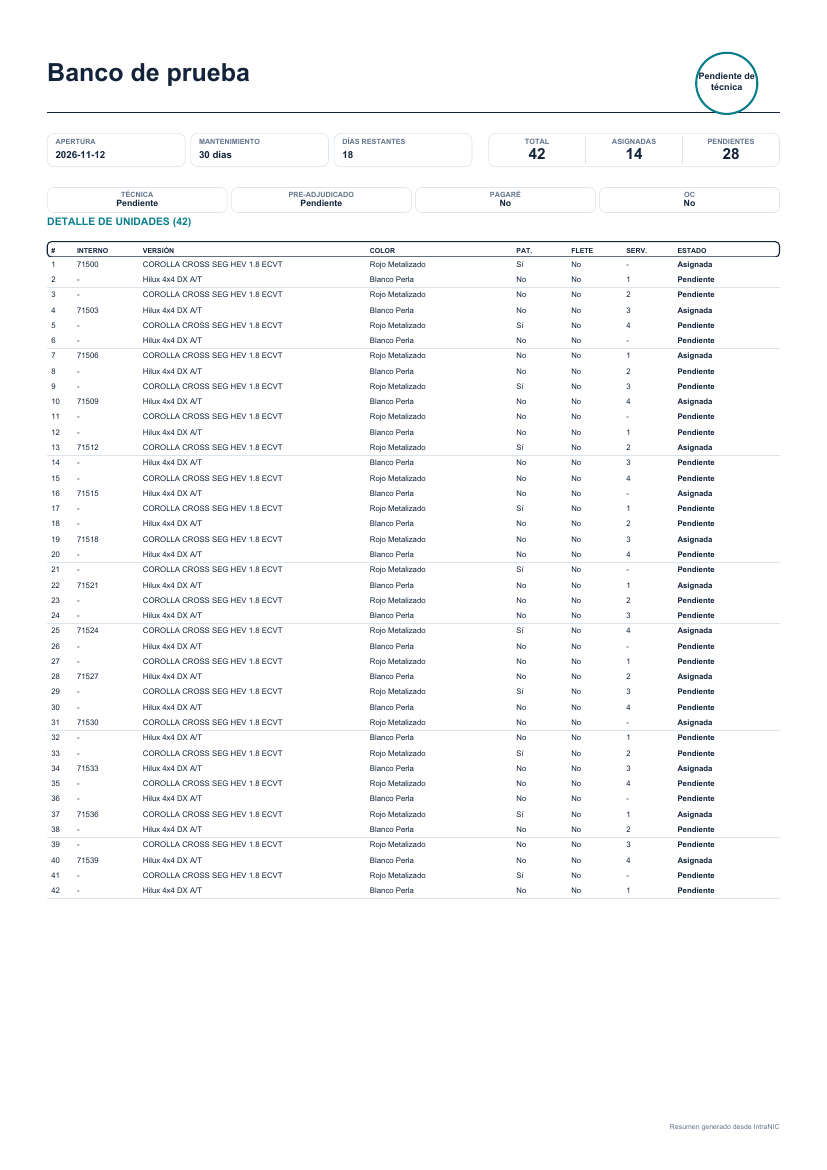 Banco de prueba
Pendiente de
técnica
APERTURA
2026-11-12
MANTENIMIENTO
30 días
DÍAS RESTANTES
18
TOTAL
42
ASIGNADAS
14
PENDIENTES
28
TÉCNICA
Pendiente
PRE-ADJUDICADO
Pendiente
PAGARÉ
No
OC
No
DETALLE DE UNIDADES (42)
# INTERNO VERSIÓN COLOR PAT. FLETE SERV. ESTADO
1 71500 COROLLA CROSS SEG HEV 1.8 ECVT Rojo Metalizado Sí No - Asignada
2 - Hilux 4x4 DX A/T Blanco Perla No No 1 Pendiente
3 - COROLLA CROSS SEG HEV 1.8 ECVT Rojo Metalizado No No 2 Pendiente
4 71503 Hilux 4x4 DX A/T Blanco Perla No No 3 Asignada
5 - COROLLA CROSS SEG HEV 1.8 ECVT Rojo Metalizado Sí No 4 Pendiente
6 - Hilux 4x4 DX A/T Blanco Perla No No - Pendiente
7 71506 COROLLA CROSS SEG HEV 1.8 ECVT Rojo Metalizado No No 1 Asignada
8 - Hilux 4x4 DX A/T Blanco Perla No No 2 Pendiente
9 - COROLLA CROSS SEG HEV 1.8 ECVT Rojo Metalizado Sí No 3 Pendiente
10 71509 Hilux 4x4 DX A/T Blanco Perla No No 4 Asignada
11 - COROLLA CROSS SEG HEV 1.8 ECVT Rojo Metalizado No No - Pendiente
12 - Hilux 4x4 DX A/T Blanco Perla No No 1 Pendiente
13 71512 COROLLA CROSS SEG HEV 1.8 ECVT Rojo Metalizado Sí No 2 Asignada
14 - Hilux 4x4 DX A/T Blanco Perla No No 3 Pendiente
15 - COROLLA CROSS SEG HEV 1.8 ECVT Rojo Metalizado No No 4 Pendiente
16 71515 Hilux 4x4 DX A/T Blanco Perla No No - Asignada
17 - COROLLA CROSS SEG HEV 1.8 ECVT Rojo Metalizado Sí No 1 Pendiente
18 - Hilux 4x4 DX A/T Blanco Perla No No 2 Pendiente
19 71518 COROLLA CROSS SEG HEV 1.8 ECVT Rojo Metalizado No No 3 Asignada
20 - Hilux 4x4 DX A/T Blanco Perla No No 4 Pendiente
21 - COROLLA CROSS SEG HEV 1.8 ECVT Rojo Metalizado Sí No - Pendiente
22 71521 Hilux 4x4 DX A/T Blanco Perla No No 1 Asignada
23 - COROLLA CROSS SEG HEV 1.8 ECVT Rojo Metalizado No No 2 Pendiente
24 - Hilux 4x4 DX A/T Blanco Perla No No 3 Pendiente
25 71524 COROLLA CROSS SEG HEV 1.8 ECVT Rojo Metalizado Sí No 4 Asignada
26 - Hilux 4x4 DX A/T Blanco Perla No No - Pendiente
27 - COROLLA CROSS SEG HEV 1.8 ECVT Rojo Metalizado No No 1 Pendiente
28 71527 Hilux 4x4 DX A/T Blanco Perla No No 2 Asignada
29 - COROLLA CROSS SEG HEV 1.8 ECVT Rojo Metalizado Sí No 3 Pendiente
30 - Hilux 4x4 DX A/T Blanco Perla No No 4 Pendiente
31 71530 COROLLA CROSS SEG HEV 1.8 ECVT Rojo Metalizado No No - Asignada
32 - Hilux 4x4 DX A/T Blanco Perla No No 1 Pendiente
33 - COROLLA CROSS SEG HEV 1.8 ECVT Rojo Metalizado Sí No 2 Pendiente
34 71533 Hilux 4x4 DX A/T Blanco Perla No No 3 Asignada
35 - COROLLA CROSS SEG HEV 1.8 ECVT Rojo Metalizado No No 4 Pendiente
36 - Hilux 4x4 DX A/T Blanco Perla No No - Pendiente
37 71536 COROLLA CROSS SEG HEV 1.8 ECVT Rojo Metalizado Sí No 1 Asignada
38 - Hilux 4x4 DX A/T Blanco Perla No No 2 Pendiente
39 - COROLLA CROSS SEG HEV 1.8 ECVT Rojo Metalizado No No 3 Pendiente
40 71539 Hilux 4x4 DX A/T Blanco Perla No No 4 Asignada
41 - COROLLA CROSS SEG HEV 1.8 ECVT Rojo Metalizado Sí No - Pendiente
42 - Hilux 4x4 DX A/T Blanco Perla No No 1 Pendiente
Resumen generado desde IntraNIC